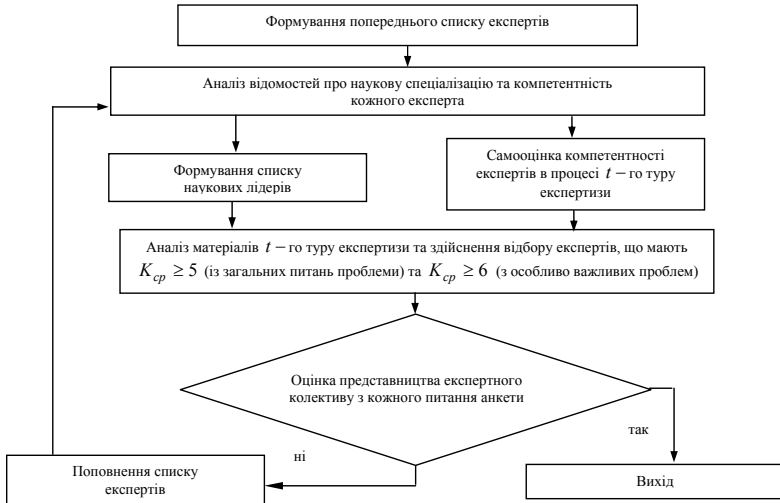 Формування попереднього списку експертів
Аналіз відомостей про наукову спеціалізацію та компетентність
кожного експерта
Формування списку
наукових лідерів
Самооцінка компетентності
експертів в процесі t – го туру
експертизи
Аналіз матеріалів t – го туру експертизи та здійснення відбору експертів, що мають
K_ср ≥ 5 (із загальних питань проблеми) та K_ср ≥ 6 (з особливо важливих проблем)
Оцінка представництва експертного
колективу з кожного питання анкети
так
ні
Поповнення списку
експертів
Вихід